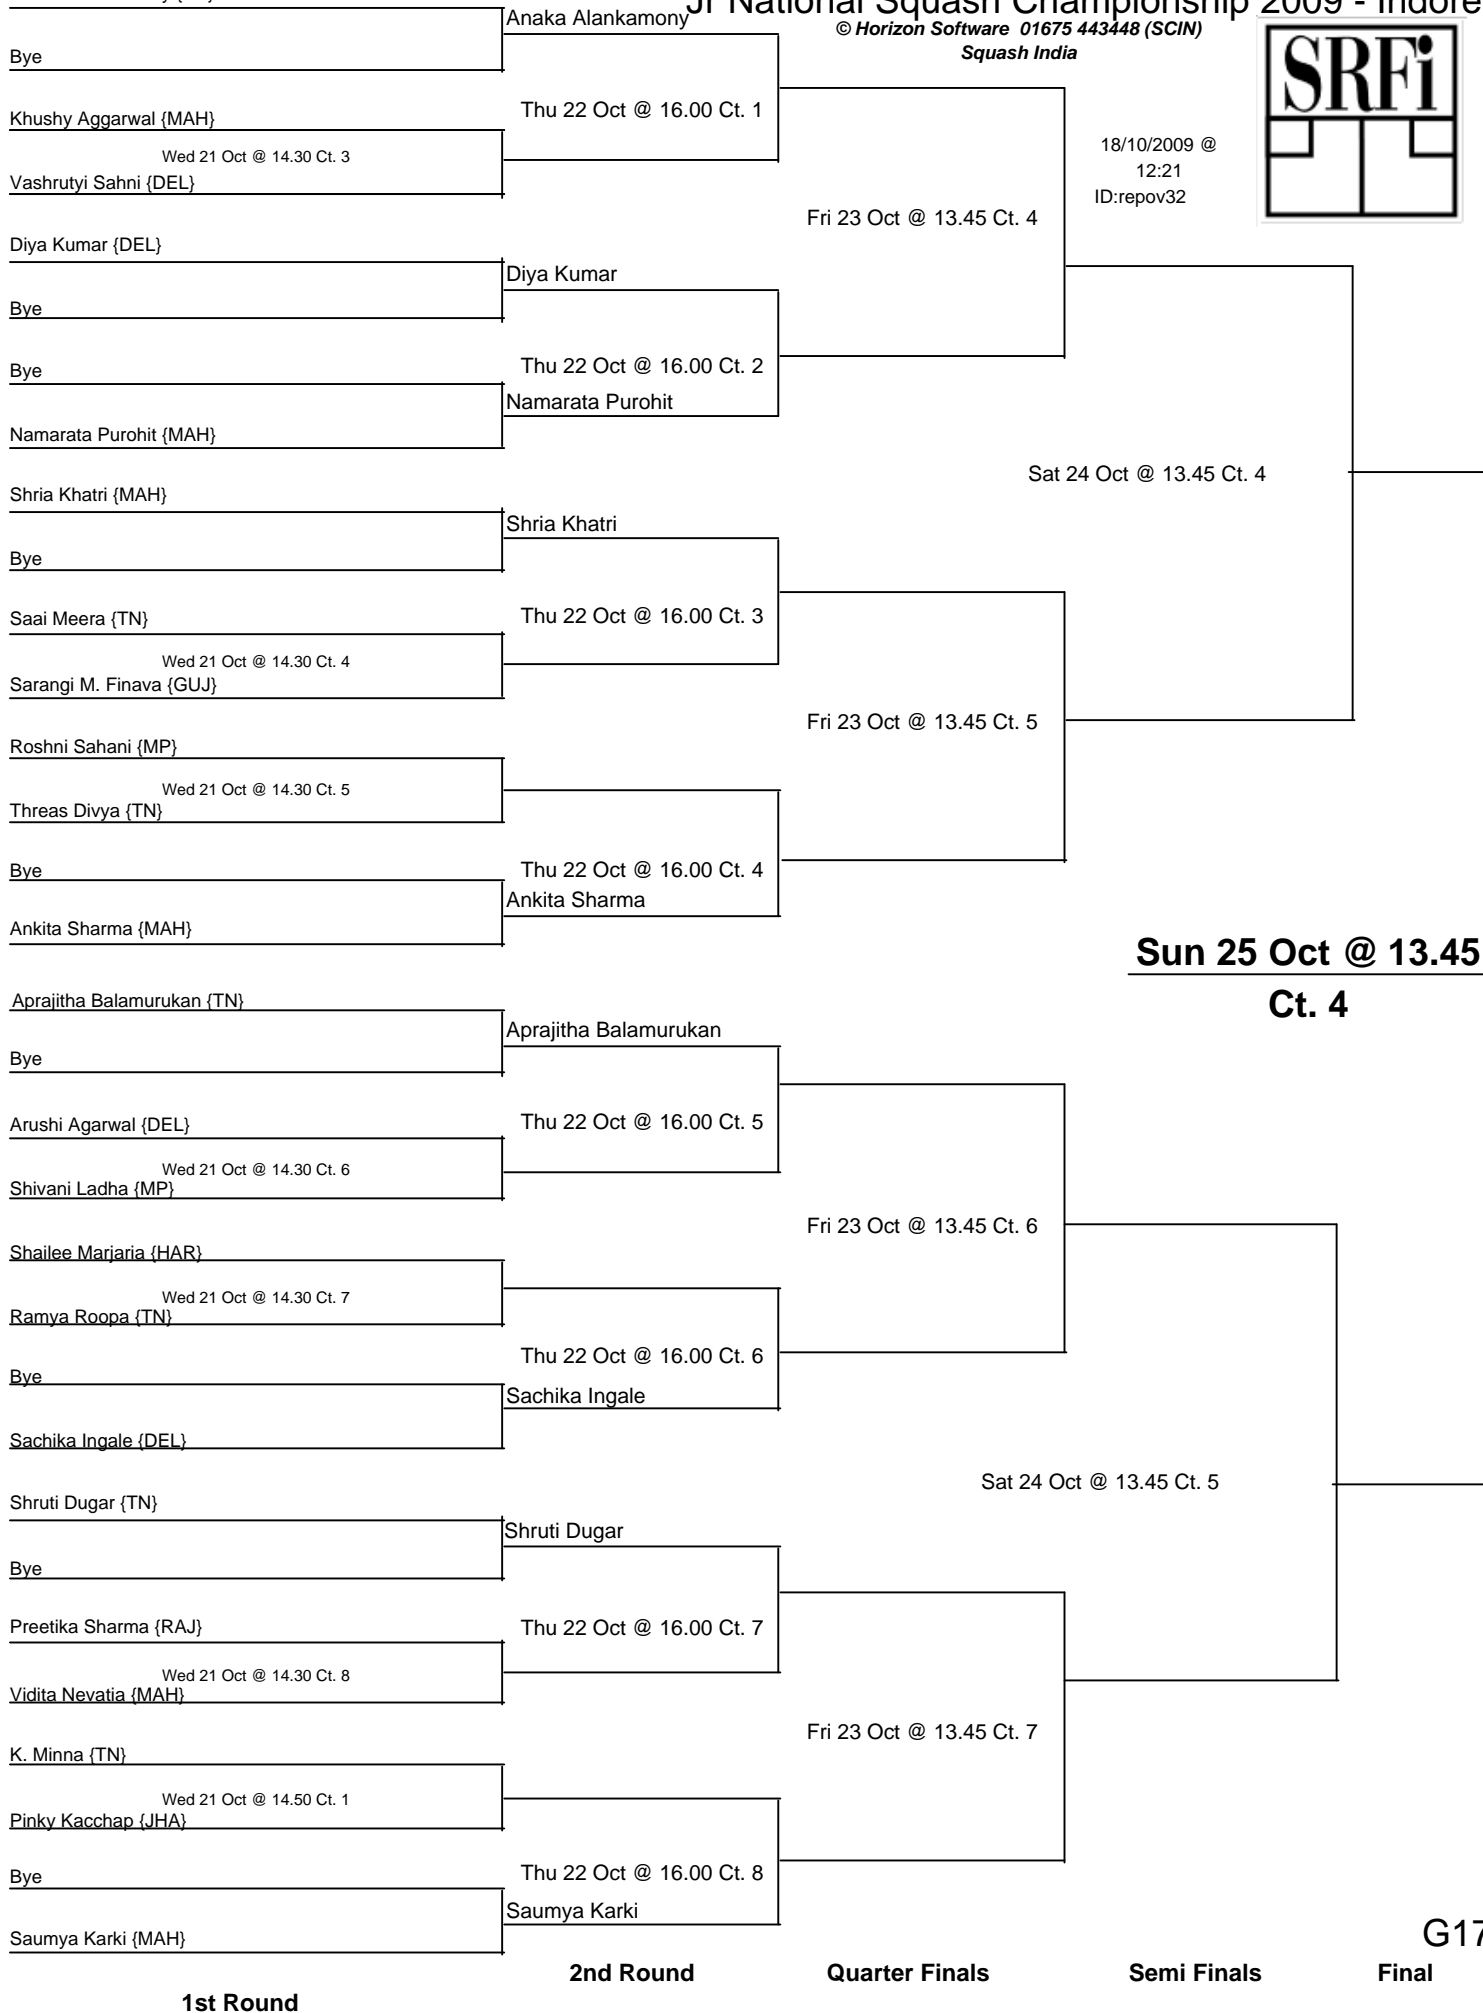 Jr National Squash Championship 2009 - Indore
© Horizon Software 01675 443448 (SCIN)
Squash India
SRFi
18/10/2009 @
12:21
ID:repov32
Anaka Alankamony
Bye
Thu 22 Oct @ 16.00 Ct. 1
Khushy Aggarwal {MAH}
Wed 21 Oct @ 14.30 Ct. 3
Vashrutyi Sahni {DEL}
Fri 23 Oct @ 13.45 Ct. 4
Diya Kumar {DEL}
Diya Kumar
Bye
Thu 22 Oct @ 16.00 Ct. 2
Bye
Namarata Purohit
Namarata Purohit {MAH}
Sat 24 Oct @ 13.45 Ct. 4
Shria Khatri {MAH}
Shria Khatri
Bye
Thu 22 Oct @ 16.00 Ct. 3
Saai Meera {TN}
Wed 21 Oct @ 14.30 Ct. 4
Sarangi M. Finava {GUJ}
Fri 23 Oct @ 13.45 Ct. 5
Roshni Sahani {MP}
Wed 21 Oct @ 14.30 Ct. 5
Threas Divya {TN}
Thu 22 Oct @ 16.00 Ct. 4
Bye
Ankita Sharma
Ankita Sharma {MAH}
Sun 25 Oct @ 13.45
Ct. 4
Aprajitha Balamurukan {TN}
Aprajitha Balamurukan
Bye
Thu 22 Oct @ 16.00 Ct. 5
Arushi Agarwal {DEL}
Wed 21 Oct @ 14.30 Ct. 6
Shivani Ladha {MP}
Fri 23 Oct @ 13.45 Ct. 6
Shailee Marjaria {HAR}
Wed 21 Oct @ 14.30 Ct. 7
Ramya Roopa {TN}
Thu 22 Oct @ 16.00 Ct. 6
Bye
Sachika Ingale
Sachika Ingale {DEL}
Sat 24 Oct @ 13.45 Ct. 5
Shruti Dugar {TN}
Shruti Dugar
Bye
Thu 22 Oct @ 16.00 Ct. 7
Preetika Sharma {RAJ}
Wed 21 Oct @ 14.30 Ct. 8
Vidita Nevatia {MAH}
Fri 23 Oct @ 13.45 Ct. 7
K. Minna {TN}
Wed 21 Oct @ 14.50 Ct. 1
Pinky Kacchap {JHA}
Thu 22 Oct @ 16.00 Ct. 8
Bye
Saumya Karki
Saumya Karki {MAH}
G17
2nd Round Quarter Finals Semi Finals Final
1st Round